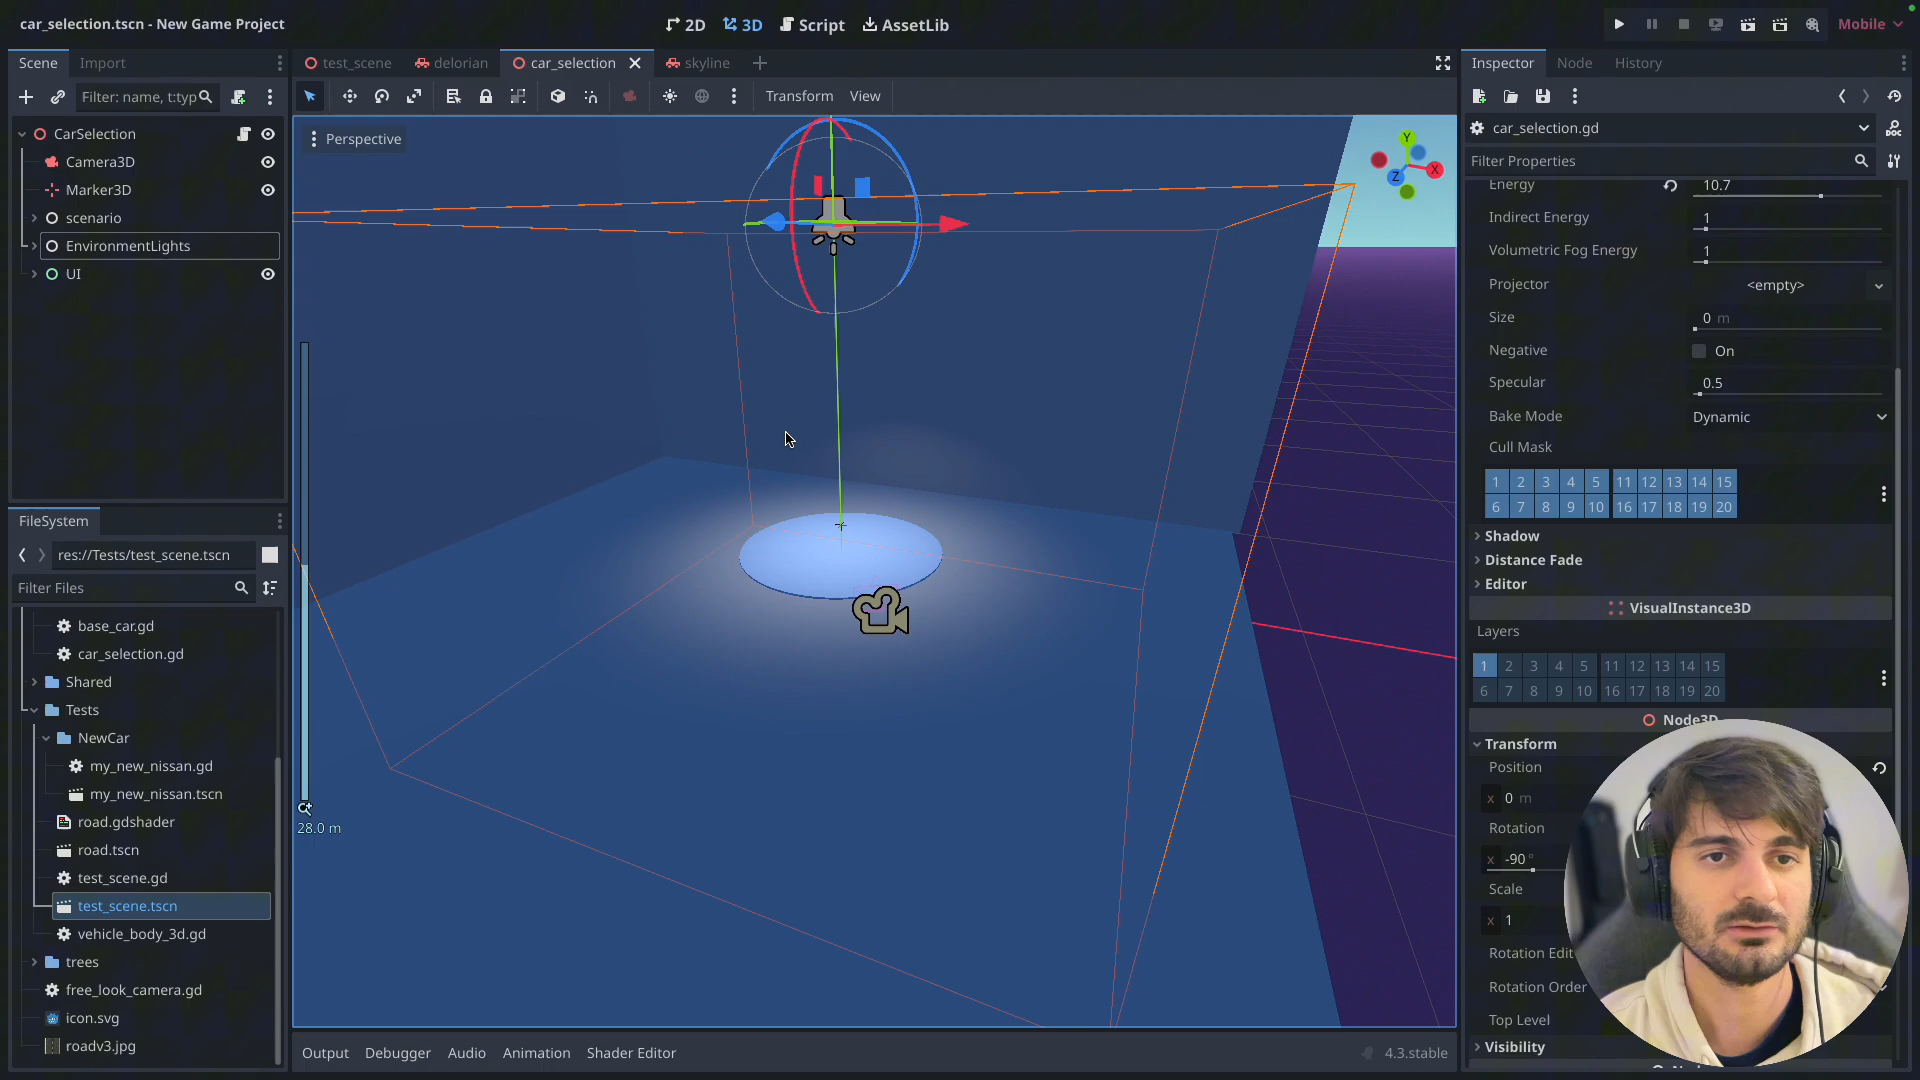 car_selection.tscn - New Game Project
2D
3D
Script
AssetLib
Mobile
Scene
Import
Filter: name, t:typ
CarSelection
Camera3D
Marker3D
scenario
EnvironmentLights
UI
FileSystem
res://Tests/test_scene.tscn
Filter Files
base_car.gd
car_selection.gd
Shared
Tests
NewCar
my_new_nissan.gd
my_new_nissan.tscn
road.gdshader
road.tscn
test_scene.gd
test_scene.tscn
vehicle_body_3d.gd
trees
free_look_camera.gd
icon.svg
roadv3.jpg
test_scene
delorian
car_selection
skyline
Transform
View
Perspective
Y
X
Z
28.0 m
Output
Debugger
Audio
Animation
Shader Editor
4.3.stable
Inspector
Node
History
car_selection.gd
DOC
Filter Properties
Energy 10.7
Indirect Energy 1
Volumetric Fog Energy 1
Projector <empty>
Size 0 m
Negative On
Specular 0.5
Bake Mode Dynamic
Cull Mask
1 2 3 4 5 11 12 13 14 15
6 7 8 9 10 16 17 18 19 20
Shadow
Distance Fade
Editor
VisualInstance3D
Layers
1 2 3 4 5 11 12 13 14 15
6 7 8 9 10 16 17 18 19 20
Node3D
Transform
Position
x 0 m
Rotation
x -90 °
Scale
x 1
Rotation Edit
Rotation Order
Top Level
Visibility